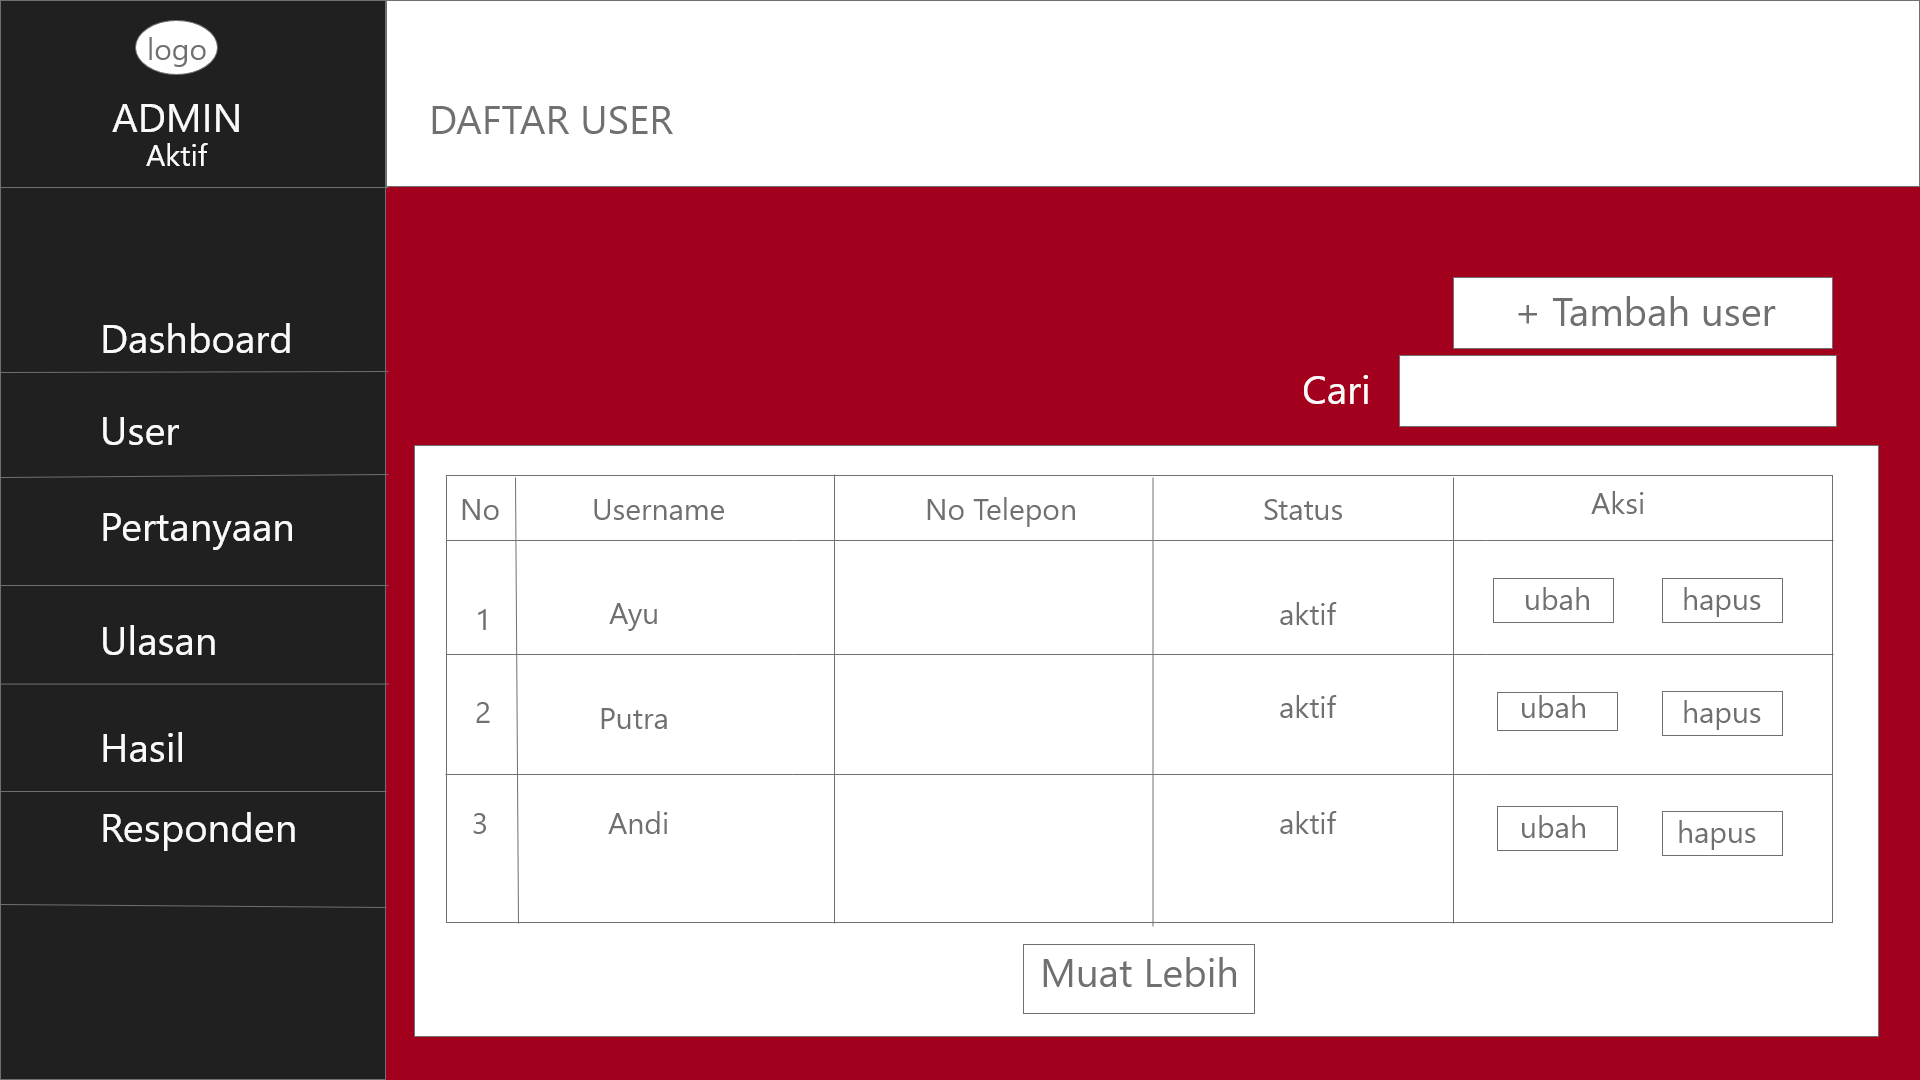 logo
ADMIN
Aktif
DAFTAR USER
Dashboard
User
Pertanyaan
Ulasan
Hasil
Responden
+ Tambah user
Cari
No Username No Telepon Status Aksi
1 Ayu aktif ubah hapus
2 Putra aktif ubah hapus
3 Andi aktif ubah hapus
Muat Lebih